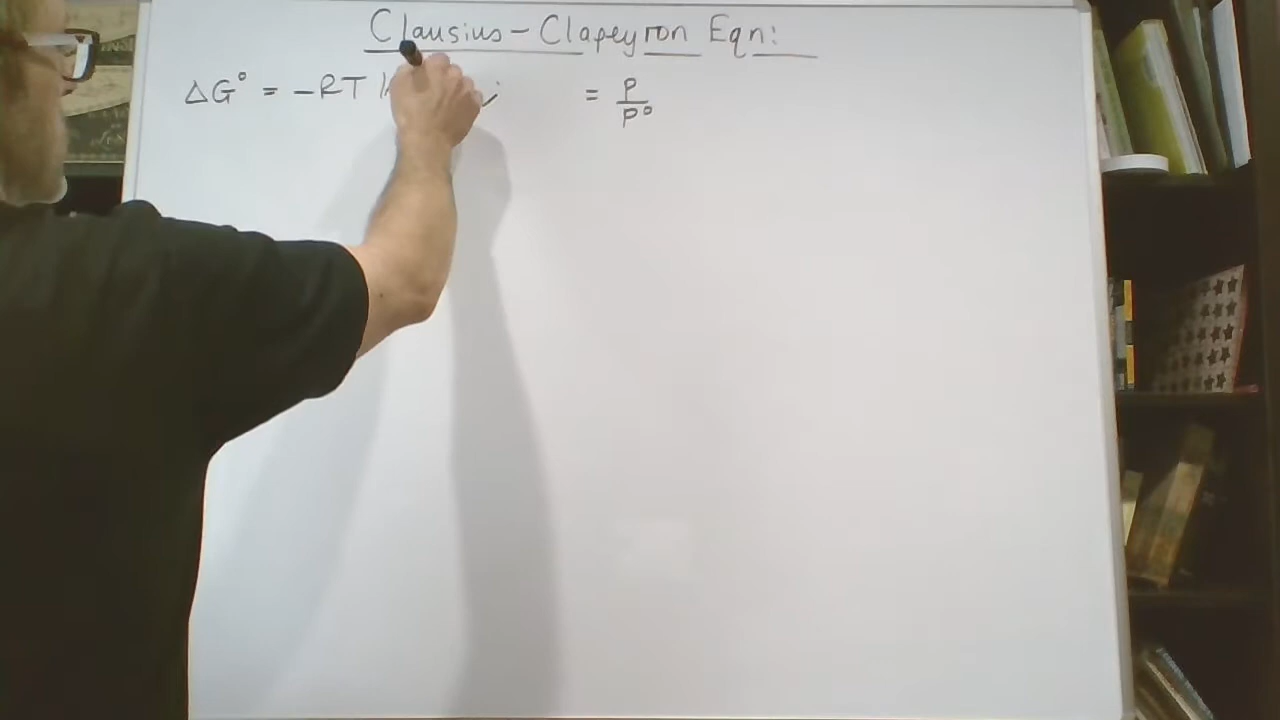 Clausius - Clapeyron Eqn:
ΔG° = -RT = P/P°